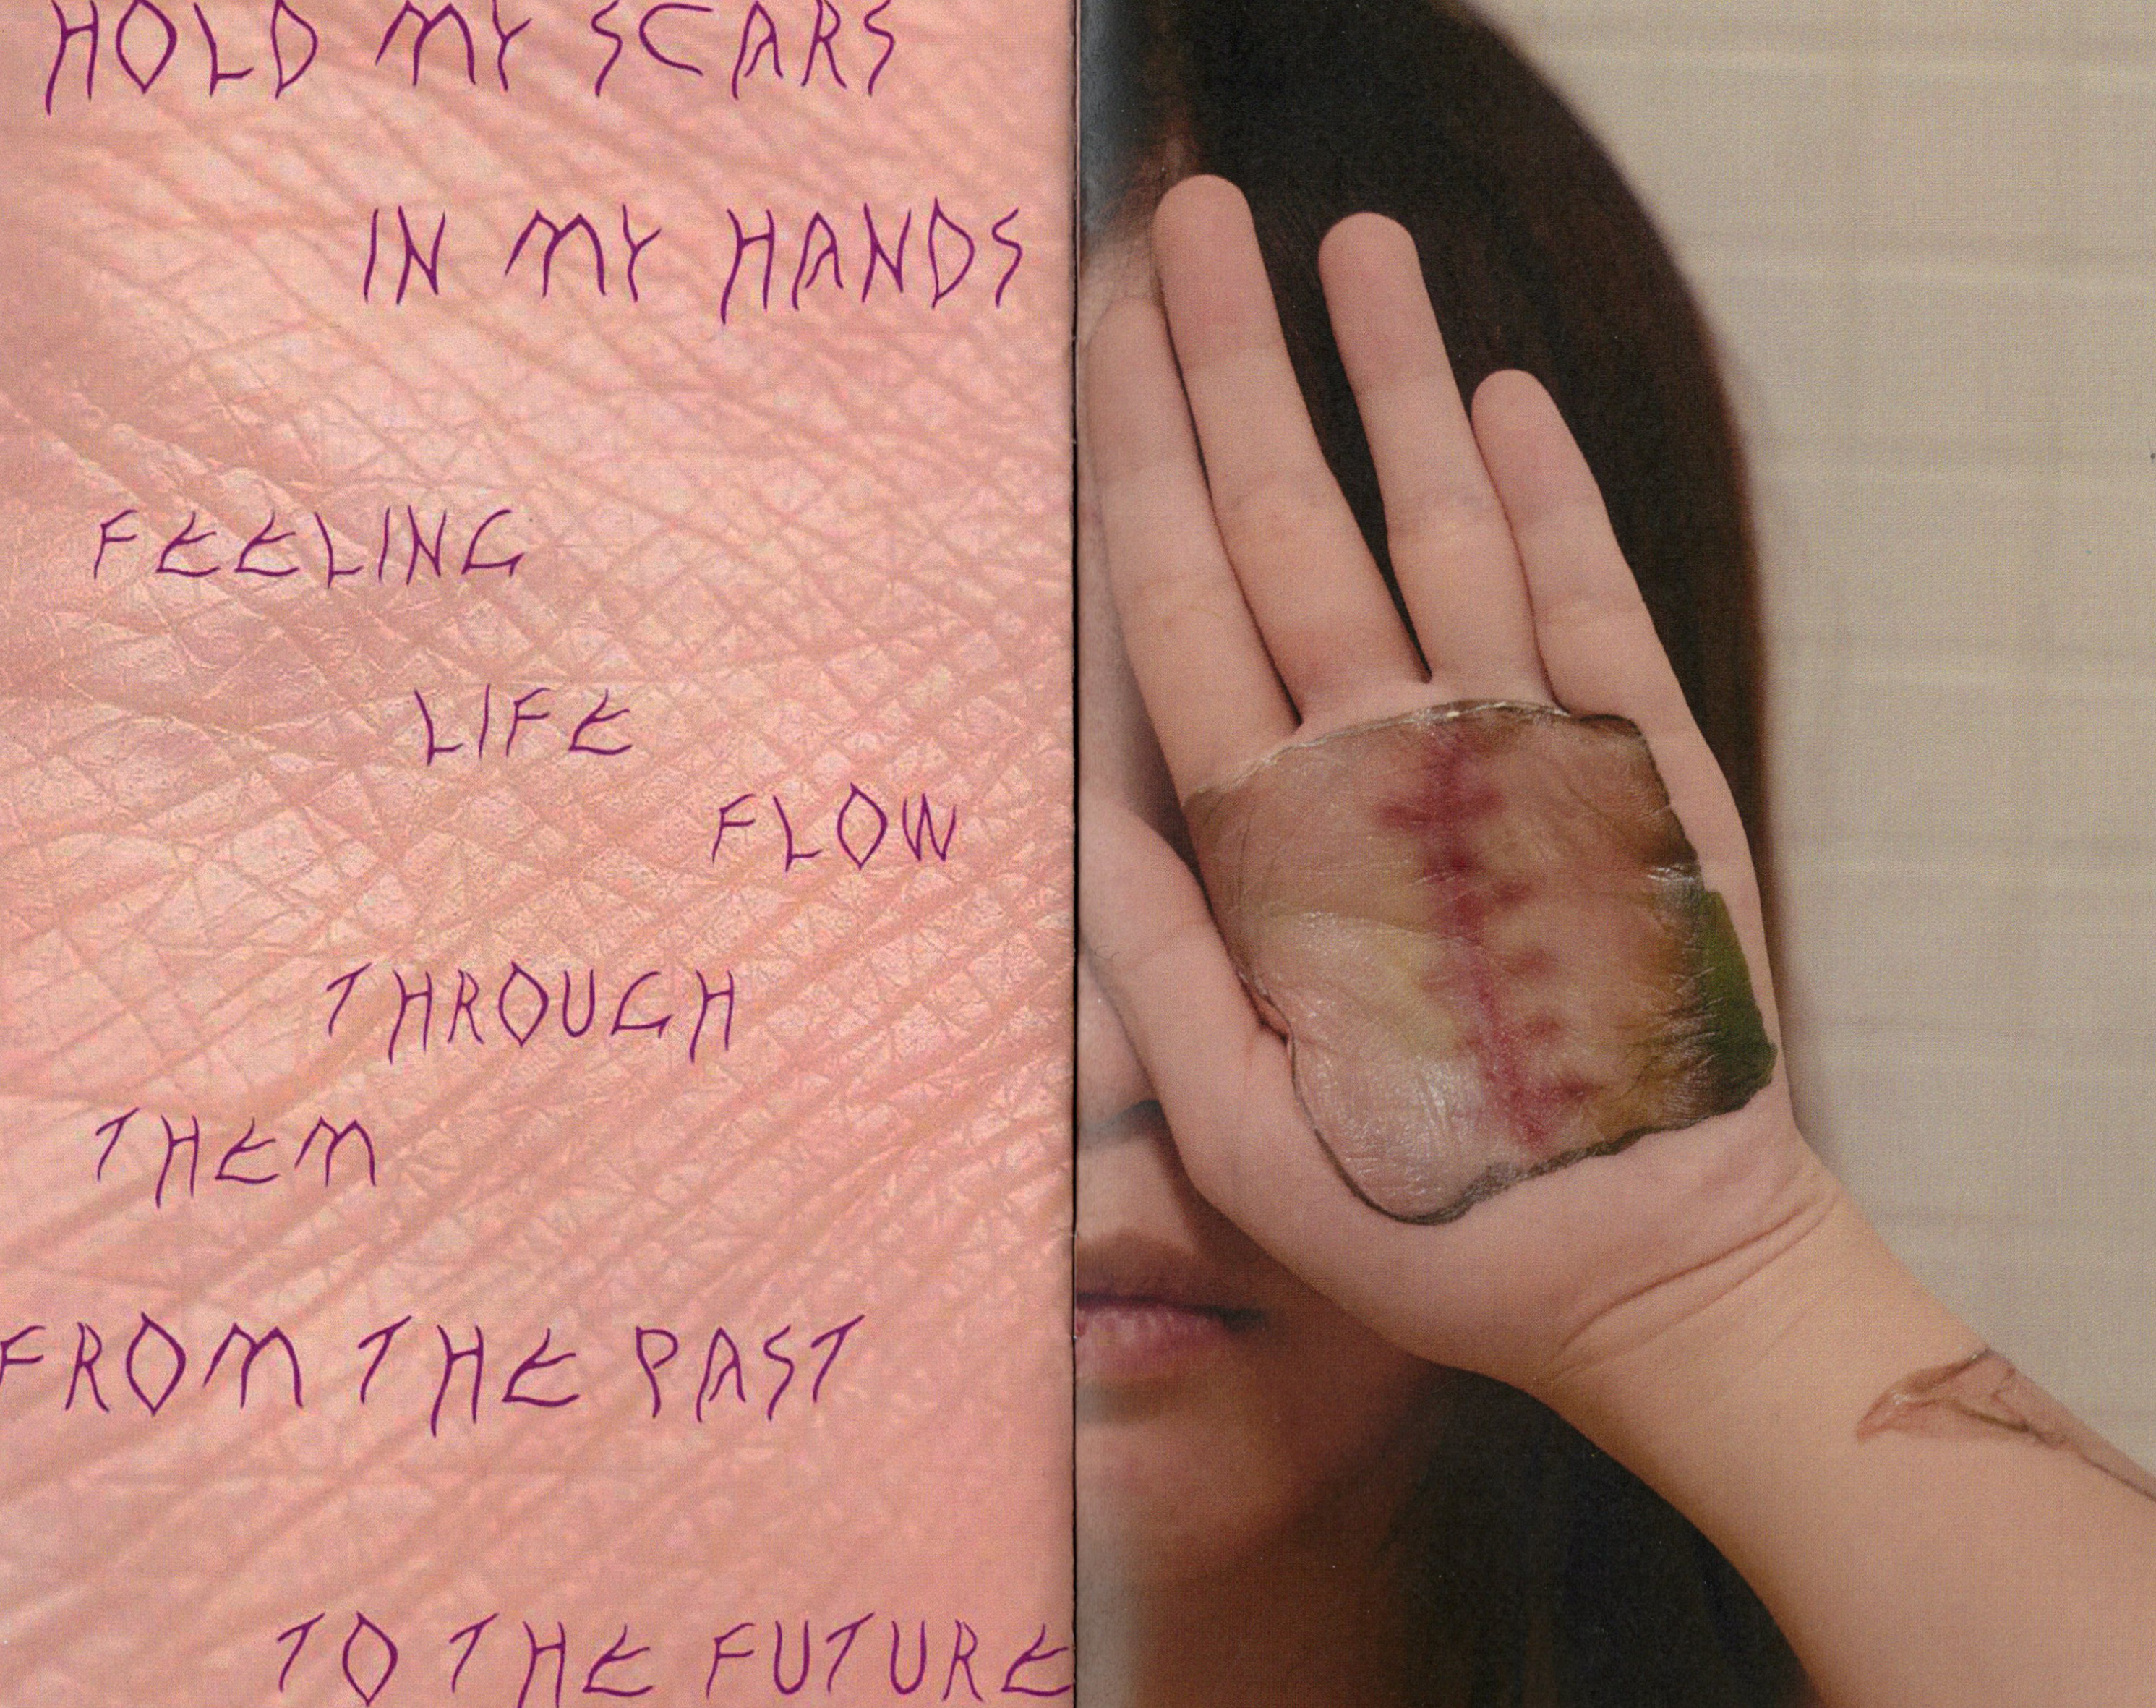 HOLD MY SCARS
IN MY HANDS
FEELING
LIFE
FLOW
THROUGH
THEM
FROM THE PAST
TO THE FUTURE